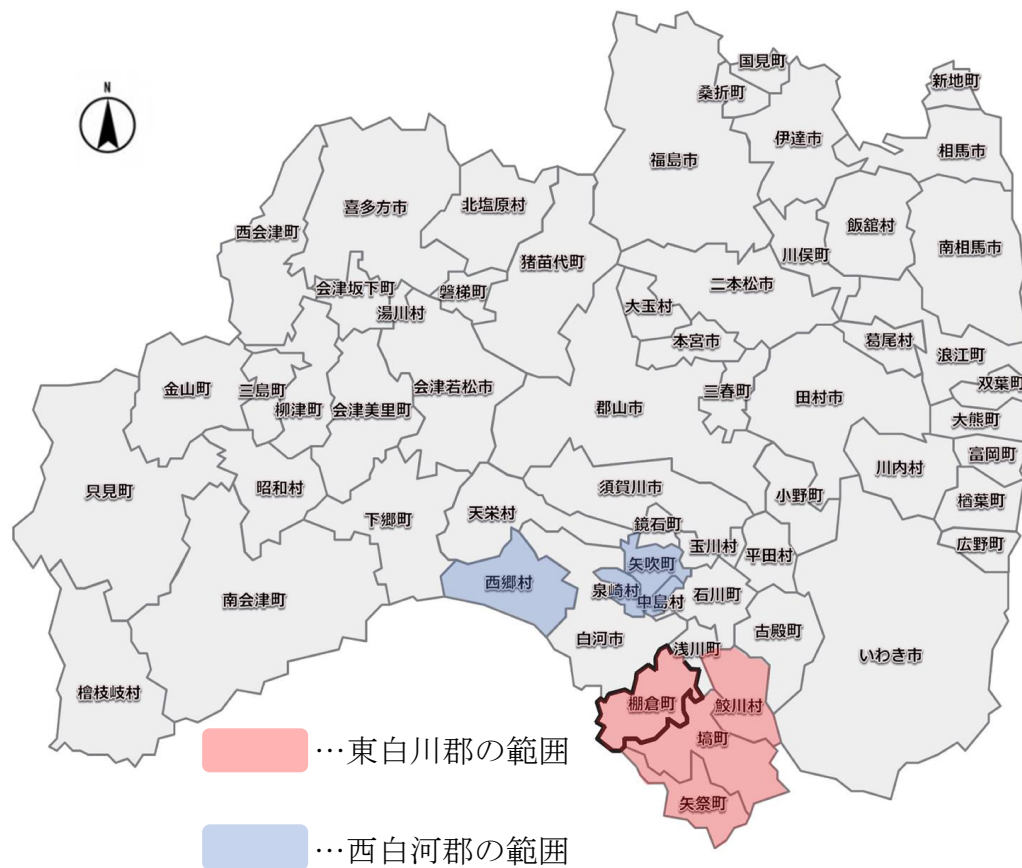 N
国見町
桑折町
新地町
伊達市
相馬市
福島市
喜多方市
北塩原村
飯舘村
西会津町
南相馬市
川俣町
猪苗代町
二本松市
会津坂下町
磐梯町
大玉村
湯川村
本宮市
葛尾村
浪江町
双葉町
金山町
三島町
柳津町
会津美里町
会津若松市
三春町
郡山市
田村市
大熊町
富岡町
川内村
只見町
昭和村
須賀川市
小野町
楢葉町
下郷町
天栄村
鏡石町
玉川村
平田村
広野町
矢吹町
西郷村
泉崎村
中島村
石川町
南会津町
古殿町
白河市
浅川町
いわき市
檜枝岐村
棚倉町
鮫川村
塙町
矢祭町
…東白川郡の範囲
…西白河郡の範囲